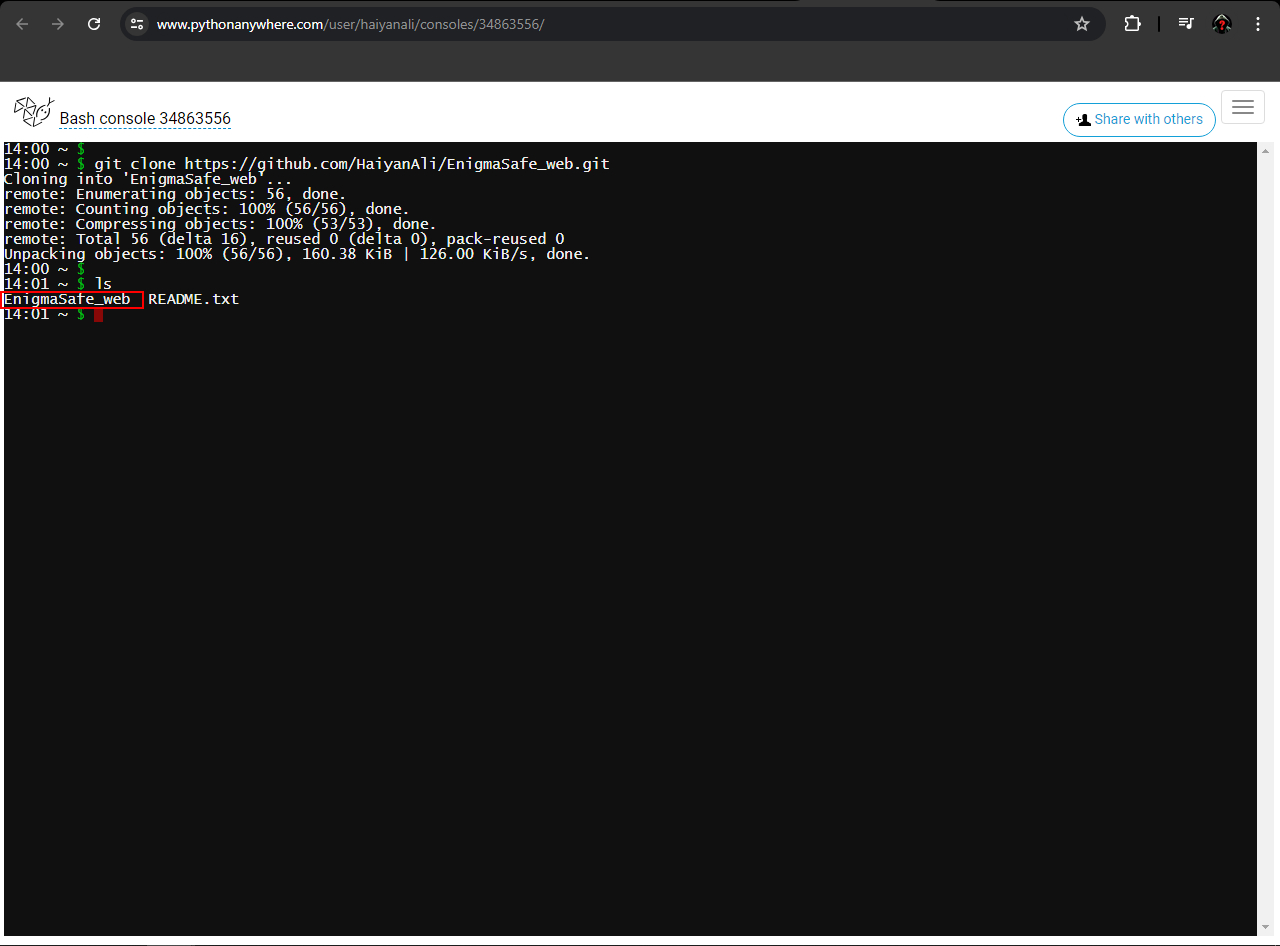 www.pythonanywhere.com/user/haiyanali/consoles/34863556/
Bash console 34863556
Share with others
14:00 ~ $
14:00 ~ $ git clone https://github.com/HaiyanAli/EnigmaSafe_web.git
Cloning into 'EnigmaSafe_web'...
remote: Enumerating objects: 56, done.
remote: Counting objects: 100% (56/56), done.
remote: Compressing objects: 100% (53/53), done.
remote: Total 56 (delta 16), reused 0 (delta 0), pack-reused 0
Unpacking objects: 100% (56/56), 160.38 KiB | 126.00 KiB/s, done.
14:00 ~ $
14:01 ~ $ ls
EnigmaSafe_web  README.txt
14:01 ~ $